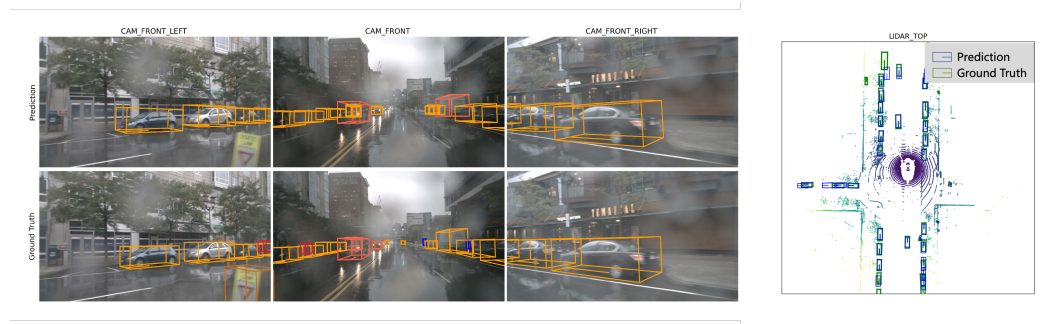 CAM_FRONT_LEFT
CAM_FRONT
CAM_FRONT_RIGHT
Prediction
Ground Truth
LIDAR_TOP
Prediction
Ground Truth